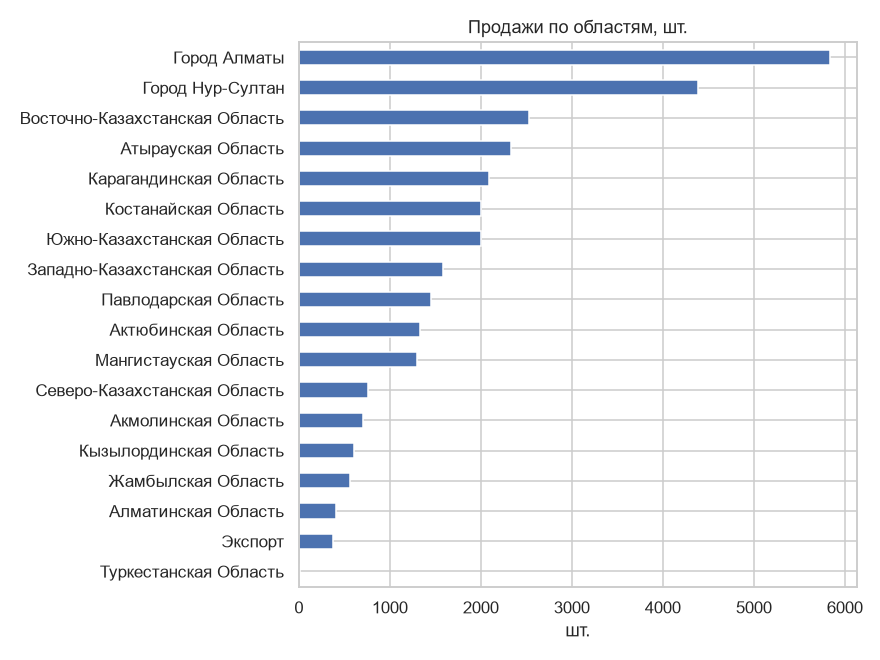 Продажи по областям, шт.
Город Алматы
Город Нур-Султан
Восточно-Казахстанская Область
Атырауская Область
Карагандинская Область
Костанайская Область
Южно-Казахстанская Область
Западно-Казахстанская Область
Павлодарская Область
Актюбинская Область
Мангистауская Область
Северо-Казахстанская Область
Акмолинская Область
Кызылординская Область
Жамбылская Область
Алматинская Область
Экспорт
Туркестанская Область
0 1000 2000 3000 4000 5000 6000
шт.